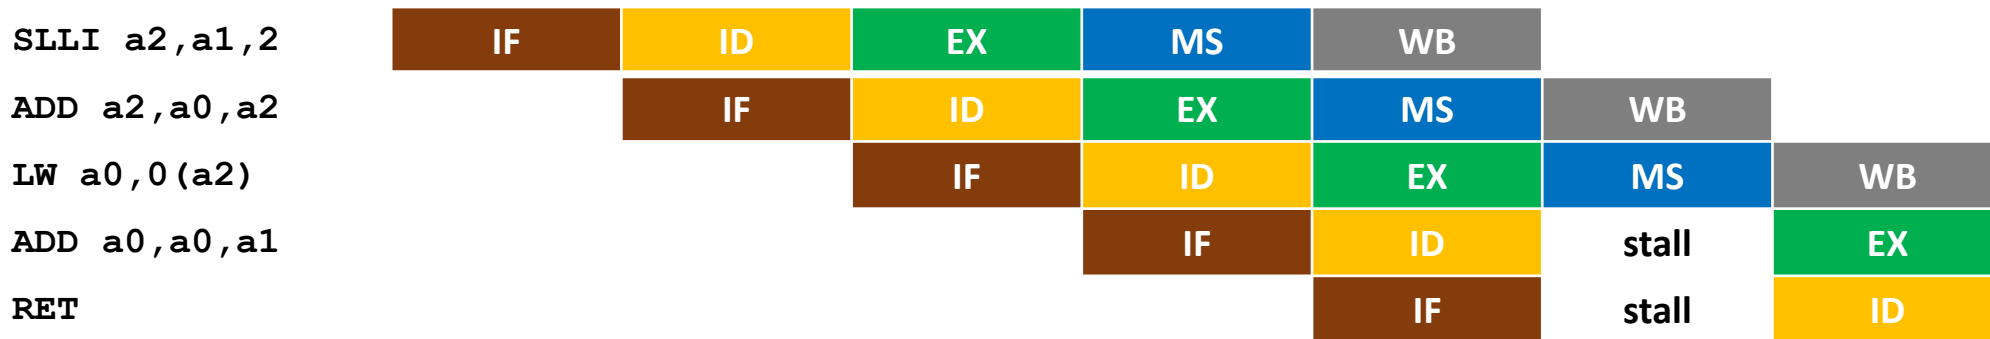 SLLI a2,a1,2 IF ID EX MS WB
ADD a2,a0,a2 IF ID EX MS WB
LW a0,0(a2) IF ID EX MS WB
ADD a0,a0,a1 IF ID stall EX
RET IF stall ID